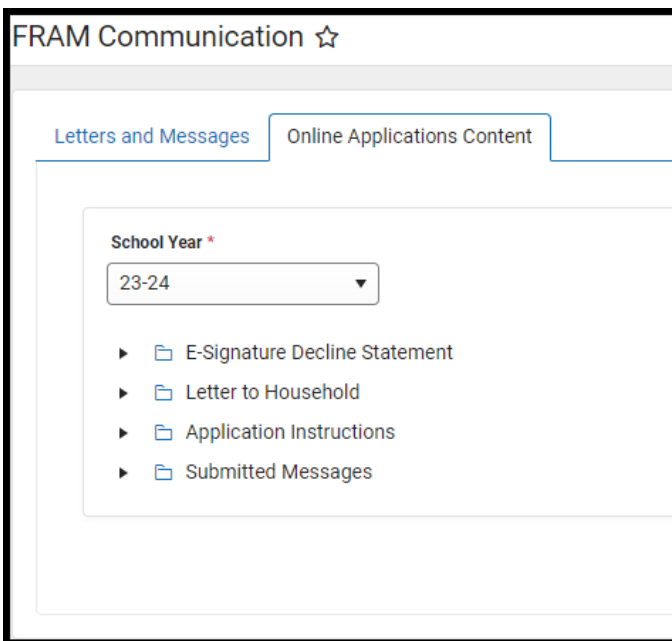 FRAM Communication
Letters and Messages
Online Applications Content
School Year *
23-24
E-Signature Decline Statement
Letter to Household
Application Instructions
Submitted Messages